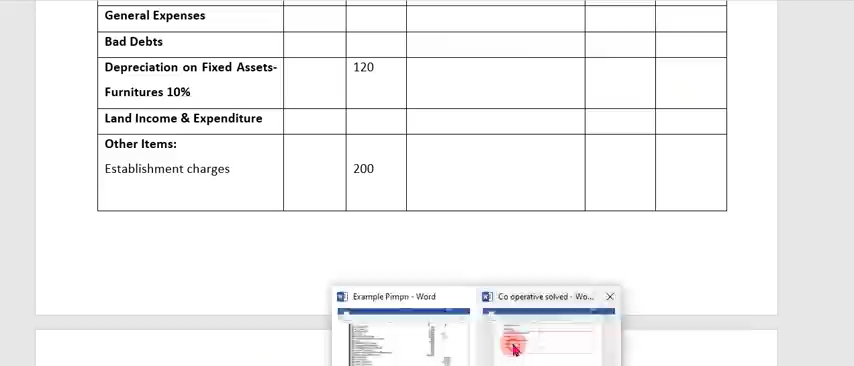 General Expenses
Bad Debts
Depreciation on Fixed Assets- 120
Furnitures 10%
Land Income & Expenditure
Other Items:
Establishment charges 200
Example Pimpn - Word
Co operative solved - Wo...